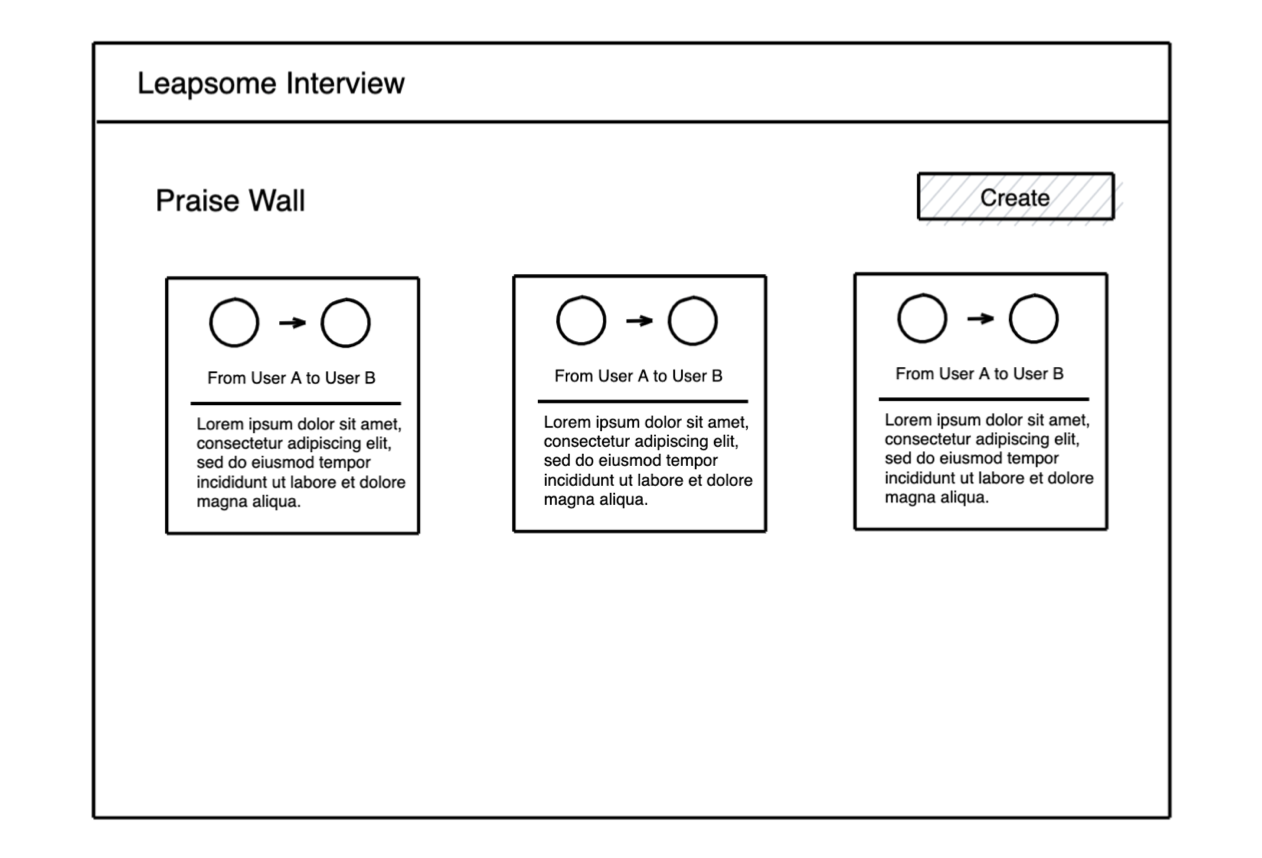 Leapsome Interview
Praise Wall
Create
From User A to User B
Lorem ipsum dolor sit amet,
consectetur adipiscing elit,
sed do eiusmod tempor
incididunt ut labore et dolore
magna aliqua.
From User A to User B
Lorem ipsum dolor sit amet,
consectetur adipiscing elit,
sed do eiusmod tempor
incididunt ut labore et dolore
magna aliqua.
From User A to User B
Lorem ipsum dolor sit amet,
consectetur adipiscing elit,
sed do eiusmod tempor
incididunt ut labore et dolore
magna aliqua.